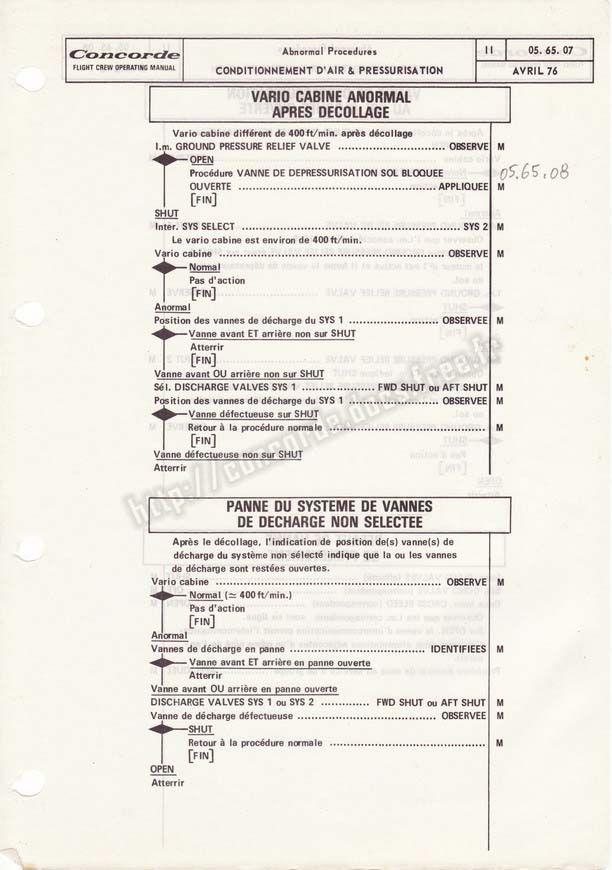 Concorde
FLIGHT CREW OPERATING MANUAL
Abnormal Procedures
CONDITIONNEMENT D'AIR & PRESSURISATION
11
05. 65. 07
AVRIL 76
VARIO CABINE ANORMAL
APRES DECOLLAGE
Vario cabine différent de 400 ft/min. après décollage
l.m. GROUND PRESSURE RELIEF VALVE ........................ OBSERVE M
OPEN
Procédure VANNE DE DEPRESSURISATION SOL BLOQUEE
OUVERTE ............................................ APPLIQUEE M
05.65.08
[FIN]
SHUT
Inter. SYS SELECT ................................................ SYS 2 M
Le vario cabine est environ de 400 ft/min.
Vario cabine .................................................. OBSERVE M
Normal
Pas d'action
[FIN]
Anormal
Position des vannes de décharge du SYS 1 .................. OBSERVEE M
Vanne avant ET arrière non sur SHUT
Atterrir
[FIN]
Vanne avant OU arrière non sur SHUT
Sél. DISCHARGE VALVES SYS 1 ................ FWD SHUT ou AFT SHUT M
Position des vannes de décharge du SYS 1 .................. OBSERVEE M
Vanne défectueuse sur SHUT
Retour à la procédure normale .................................. M
[FIN]
Vanne défectueuse non sur SHUT
Atterrir
http://concorde.docs.free.fr
PANNE DU SYSTEME DE VANNES
DE DECHARGE NON SELECTEE
Après le décollage, l'indication de position de(s) vanne(s) de
décharge du système non sélecté indique que la ou les vannes
de décharge sont restées ouvertes.
Vario cabine .................................................. OBSERVE M
Normal (≃ 400 ft/min.)
Pas d'action
[FIN]
Anormal
Vannes de décharge en panne ............................ IDENTIFIEES M
Vanne avant ET arrière en panne ouverte
Atterrir
Vanne avant OU arrière en panne ouverte
DISCHARGE VALVES SYS 1 ou SYS 2 ............ FWD SHUT ou AFT SHUT M
Vanne de décharge défectueuse ............................ OBSERVEE M
SHUT
Retour à la procédure normale .................................. M
[FIN]
OPEN
Atterrir